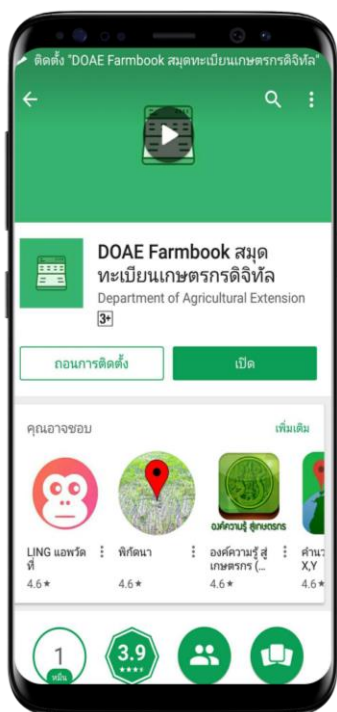 ติดตั้ง "DOAE Farmbook สมุดทะเบียนเกษตรกรดิจิทัล"
DOAE Farmbook สมุด
ทะเบียนเกษตรกรดิจิทัล
Department of Agricultural Extension
3+
ถอนการติดตั้ง
เปิด
คุณอาจชอบ
เพิ่มเติม
LING แอพวัด
ที่
4.6★
พิกัดนา
4.6★
องค์ความรู้ สู่เกษตรกร
องค์ความรู้ สู่
เกษตรกร (...
4.6★
คำนว
X,Y
4.6★
1
หมื่น
3.9